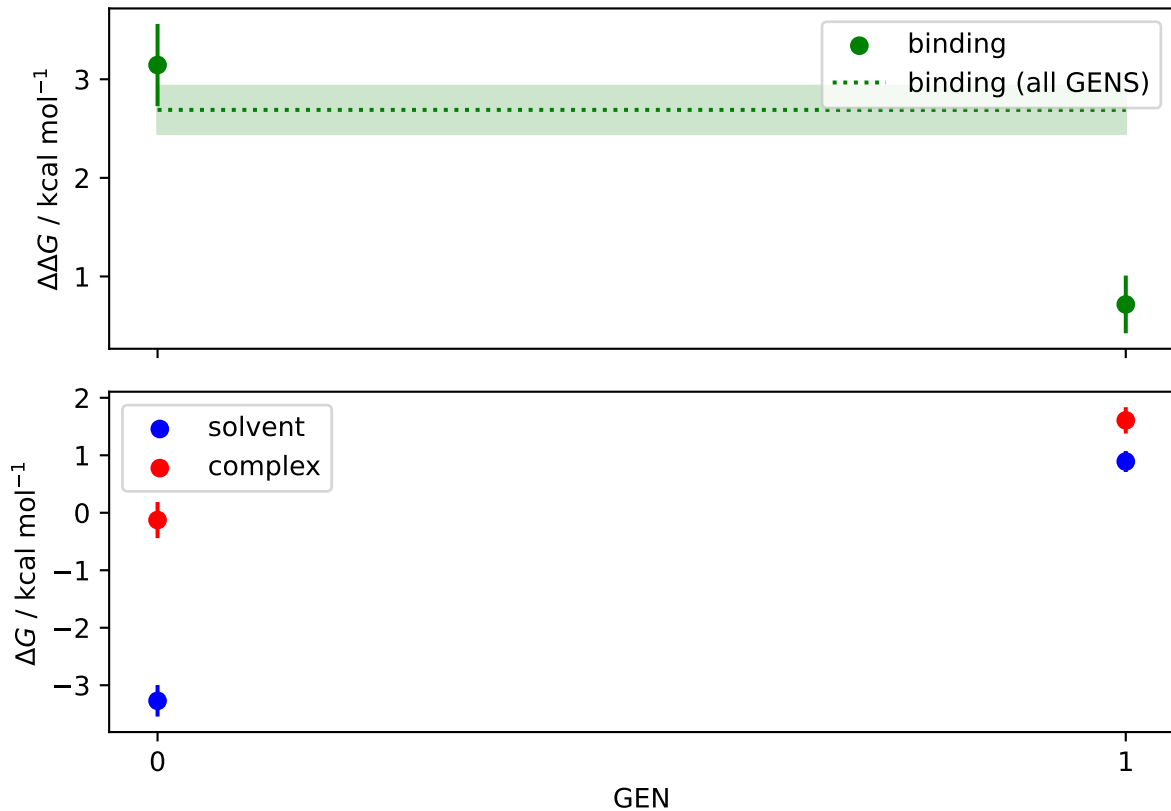 3
2
1
ΔΔG / kcal mol⁻¹
binding
binding (all GENS)
2
1
0
−1
−2
−3
ΔG / kcal mol⁻¹
solvent
complex
0
1
GEN